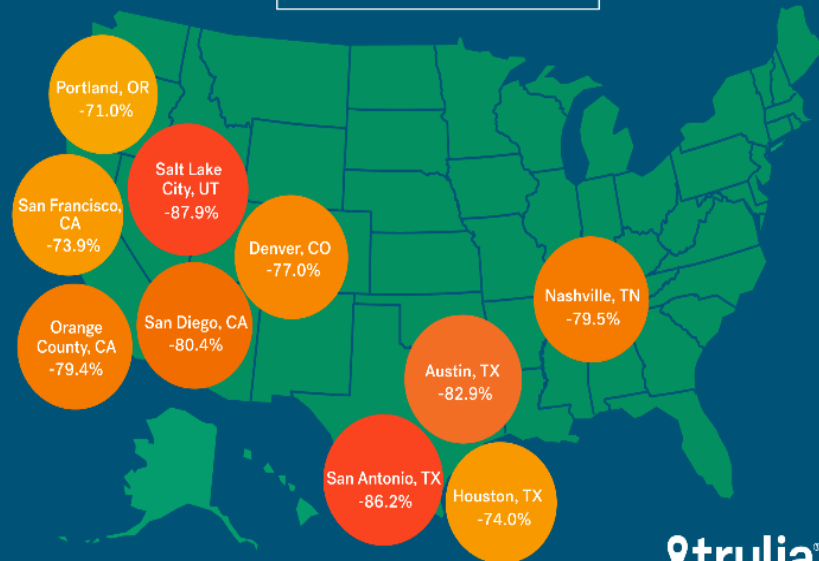 Portland, OR
-71.0%
Salt Lake
City, UT
-87.9%
San Francisco,
CA
-73.9%
Denver, CO
-77.0%
Orange
County, CA
-79.4%
San Diego, CA
-80.4%
Nashville, TN
-79.5%
Austin, TX
-82.9%
San Antonio, TX
-86.2%
Houston, TX
-74.0%
trulia®